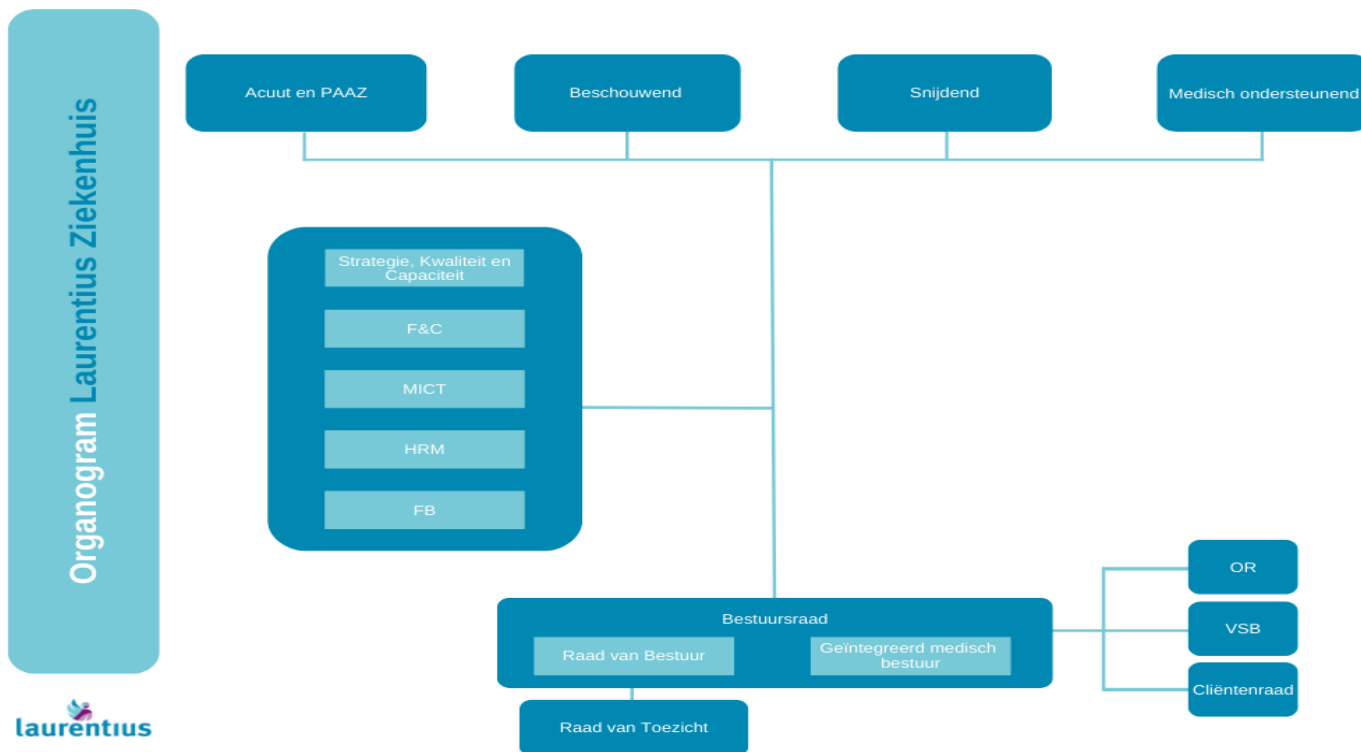 Organogram Laurentius Ziekenhuis
Acuut en PAAZ
Beschouwend
Snijdend
Medisch ondersteunend
Strategie, Kwaliteit en
Capaciteit
F&C
MICT
HRM
FB
Bestuursraad
Raad van Bestuur
Geïntegreerd medisch
bestuur
Raad van Toezicht
OR
VSB
Cliëntenraad
laurentius